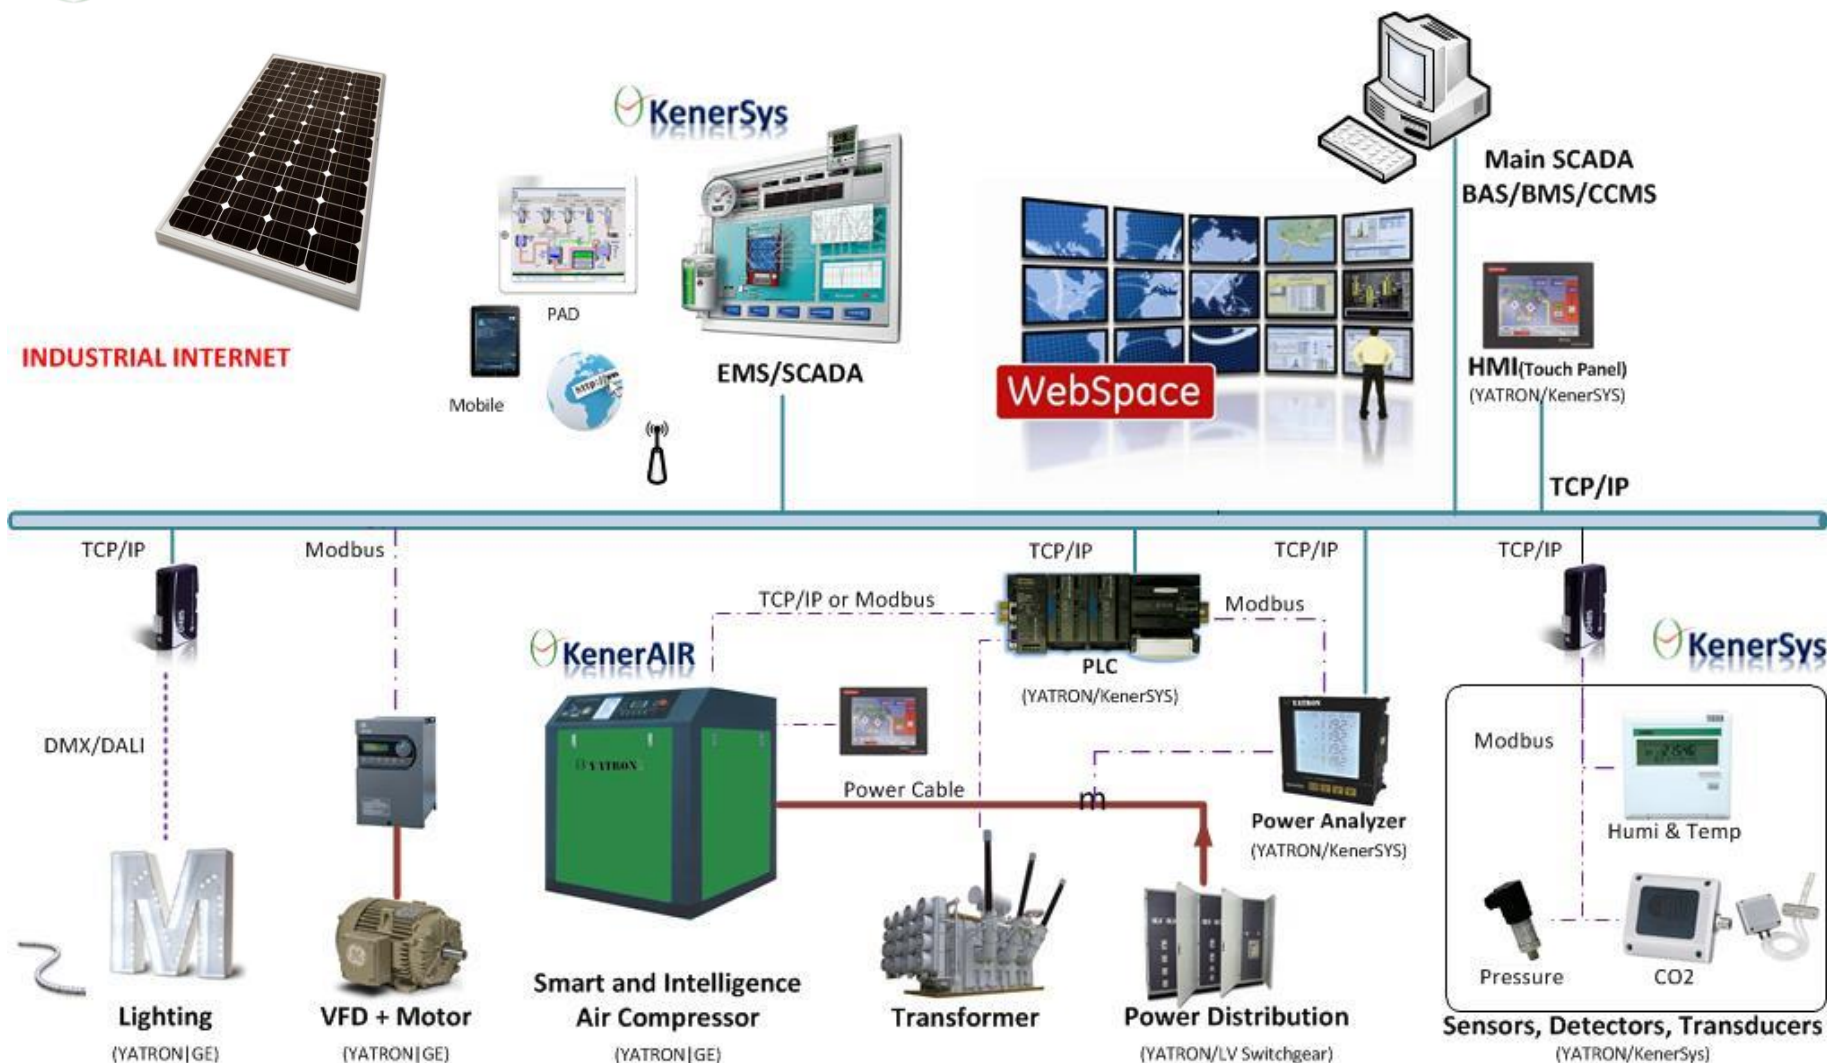 KenerSys
Main SCADA
BAS/BMS/CCMS
PAD
INDUSTRIAL INTERNET
http://
EMS/SCADA
Mobile
WebSpace
HMI(Touch Panel)
(YATRON/KenerSYS)
TCP/IP
TCP/IP
Modbus
TCP/IP
TCP/IP
TCP/IP
TCP/IP or Modbus
Modbus
KenerAIR
KenerSys
PLC
(YATRON/KenerSYS)
YATRON
DMX/DALI
Modbus
YATRON
Power Cable
m
Power Analyzer
(YATRON/KenerSYS)
Humi & Temp
M
Pressure
CO2
Smart and Intelligence
Air Compressor
(YATRON|GE)
Lighting
(YATRON|GE)
VFD + Motor
(YATRON|GE)
Transformer
Power Distribution
(YATRON/LV Switchgear)
Sensors, Detectors, Transducers
(YATRON/KenerSys)